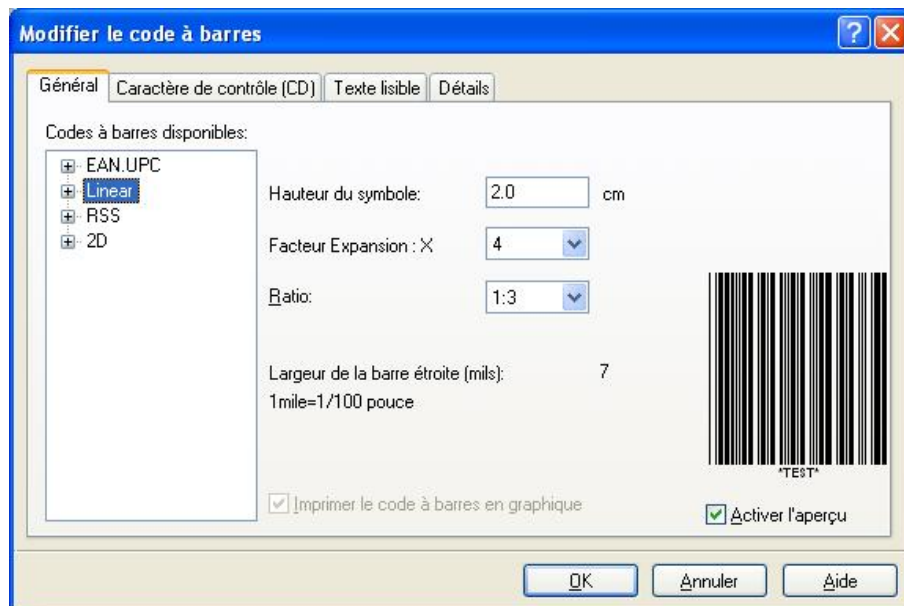 Modifier le code à barres
Général Caractère de contrôle (CD) Texte lisible Détails
Codes à barres disponibles:
EAN.UPC
Linear
RSS
2D
Hauteur du symbole: 2.0 cm
Facteur Expansion : X 4
Ratio: 1:3
Largeur de la barre étroite (mils): 7
1mile=1/100 pouce
*TEST*
Imprimer le code à barres en graphique
Activer l'aperçu
OK Annuler Aide